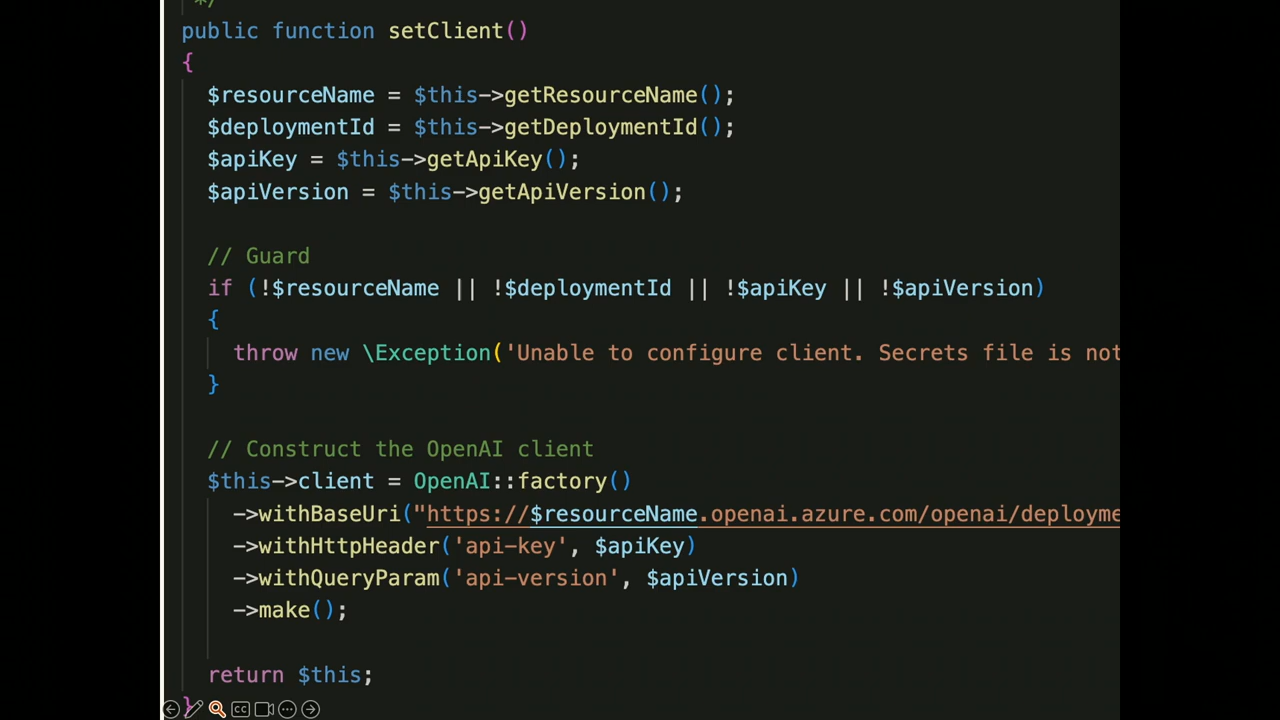 */
public function setClient()
{
$resourceName = $this->getResourceName();
$deploymentId = $this->getDeploymentId();
$apiKey = $this->getApiKey();
$apiVersion = $this->getApiVersion();
// Guard
if (!$resourceName || !$deploymentId || !$apiKey || !$apiVersion)
{
throw new \Exception('Unable to configure client. Secrets file is not
}
// Construct the OpenAI client
$this->client = OpenAI::factory()
->withBaseUri("https://$resourceName.openai.azure.com/openai/deployme
->withHttpHeader('api-key', $apiKey)
->withQueryParam('api-version', $apiVersion)
->make();
return $this;
}
CC